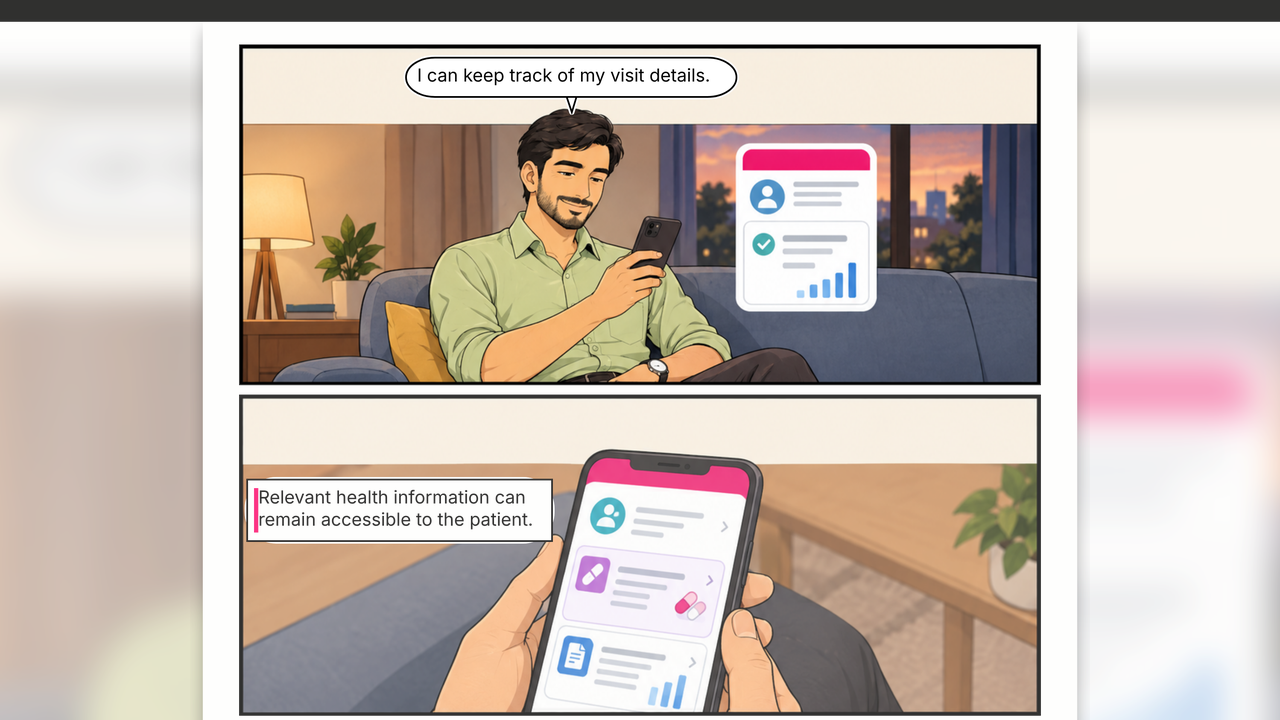 I can keep track of my visit details.
Relevant health information can
remain accessible to the patient.